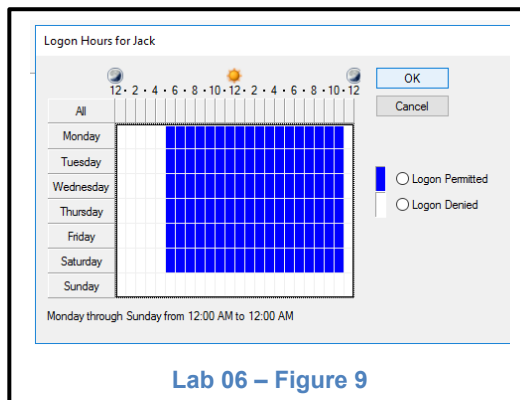 Logon Hours for Jack
12 · 2 · 4 · 6 · 8 · 10 · 12 · 2 · 4 · 6 · 8 · 10 · 12
OK
Cancel
All
Monday
Tuesday
Wednesday
Thursday
Friday
Saturday
Sunday
Logon Permitted
Logon Denied
Monday through Sunday from 12:00 AM to 12:00 AM
Lab 06 – Figure 9